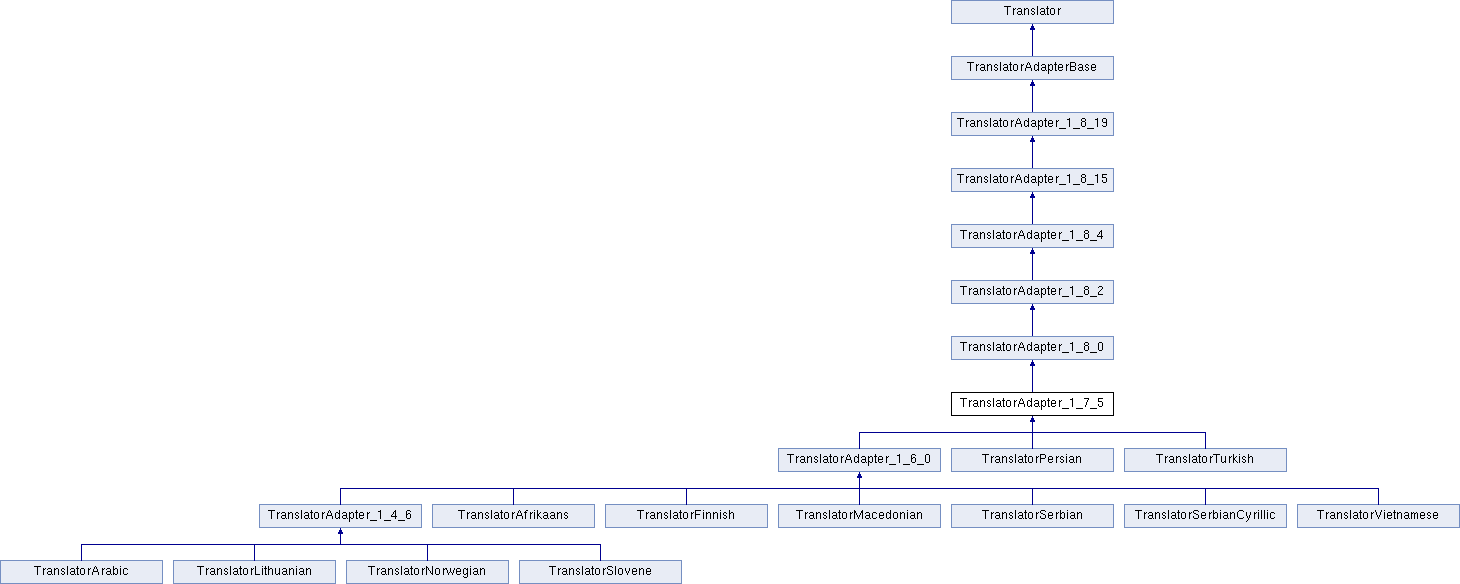 Translator
TranslatorAdapterBase
TranslatorAdapter_1_8_19
TranslatorAdapter_1_8_15
TranslatorAdapter_1_8_4
TranslatorAdapter_1_8_2
TranslatorAdapter_1_8_0
TranslatorAdapter_1_7_5
TranslatorAdapter_1_6_0 TranslatorPersian TranslatorTurkish
TranslatorAdapter_1_4_6 TranslatorAfrikaans TranslatorFinnish TranslatorMacedonian TranslatorSerbian TranslatorSerbianCyrillic TranslatorVietnamese
TranslatorArabic TranslatorLithuanian TranslatorNorwegian TranslatorSlovene